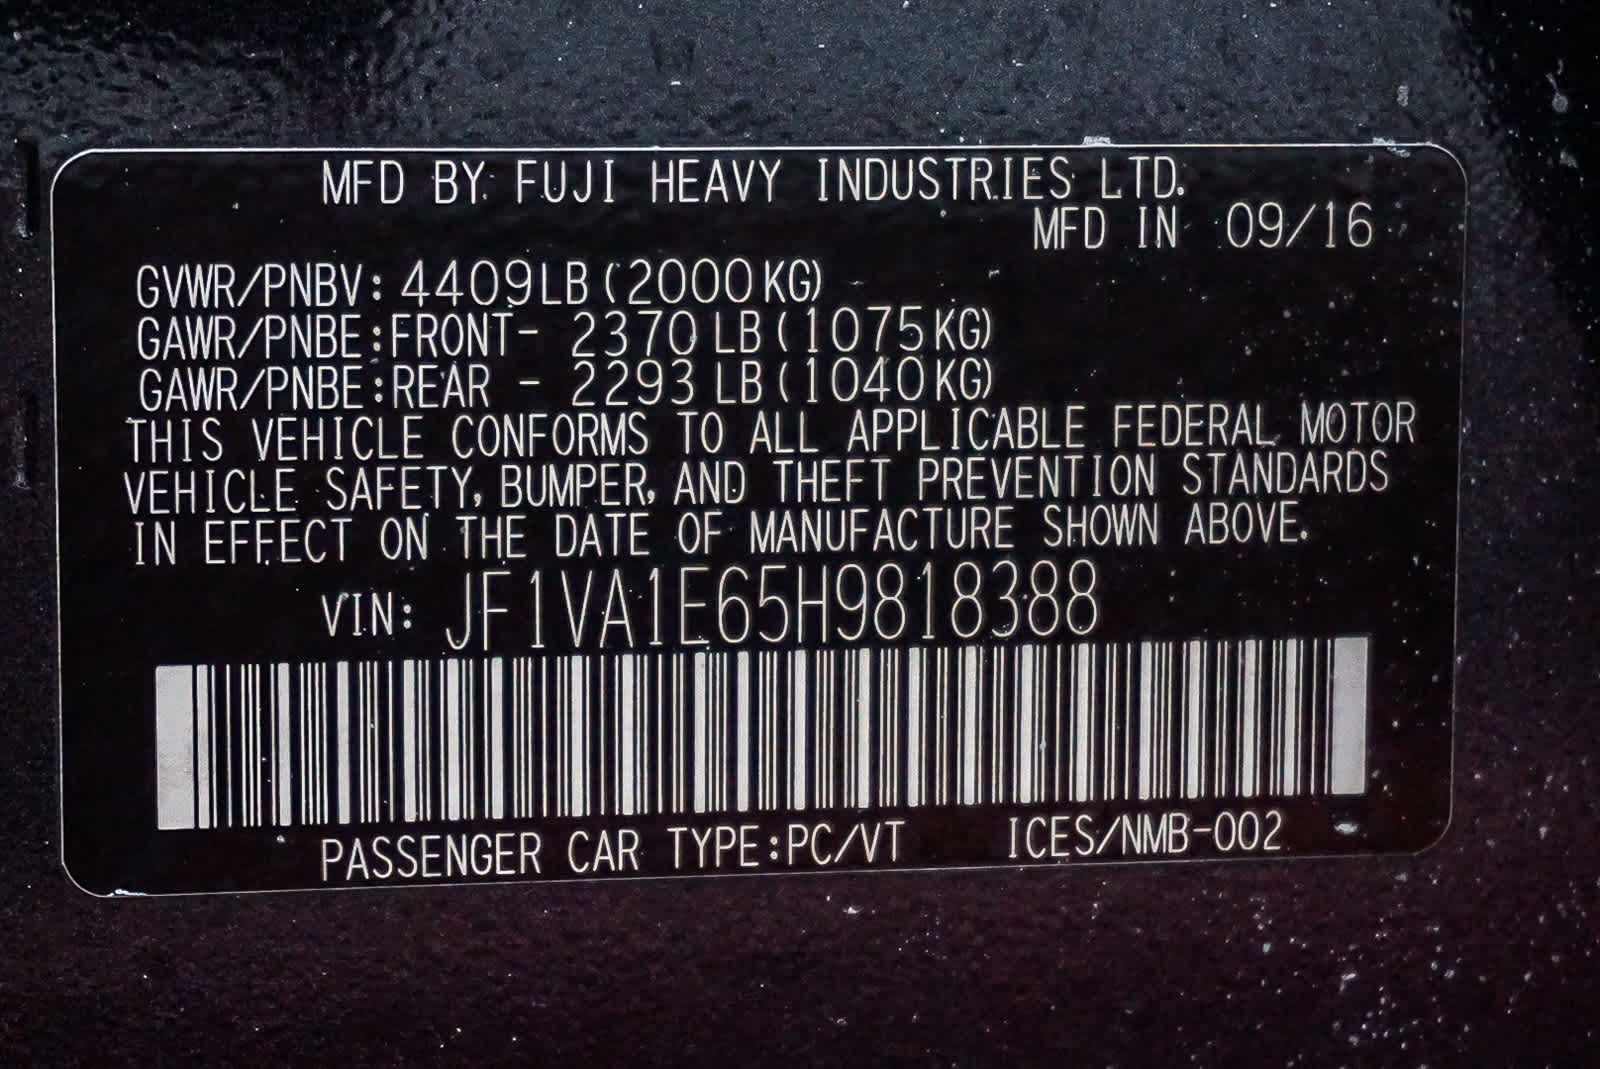 MFD BY FUJI HEAVY INDUSTRIES LTD.
MFD IN 09/16
GVWR/PNBV: 4409LB (2000KG)
GAWR/PNBE:FRONT- 2370 LB (1075KG)
GAWR/PNBE:REAR - 2293 LB (1040KG)
THIS VEHICLE CONFORMS TO ALL APPLICABLE FEDERAL MOTOR
VEHICLE SAFETY, BUMPER, AND THEFT PREVENTION STANDARDS
IN EFFECT ON THE DATE OF MANUFACTURE SHOWN ABOVE.
VIN: JF1VA1E65H9818388
PASSENGER CAR TYPE:PC/VT ICES/NMB-002